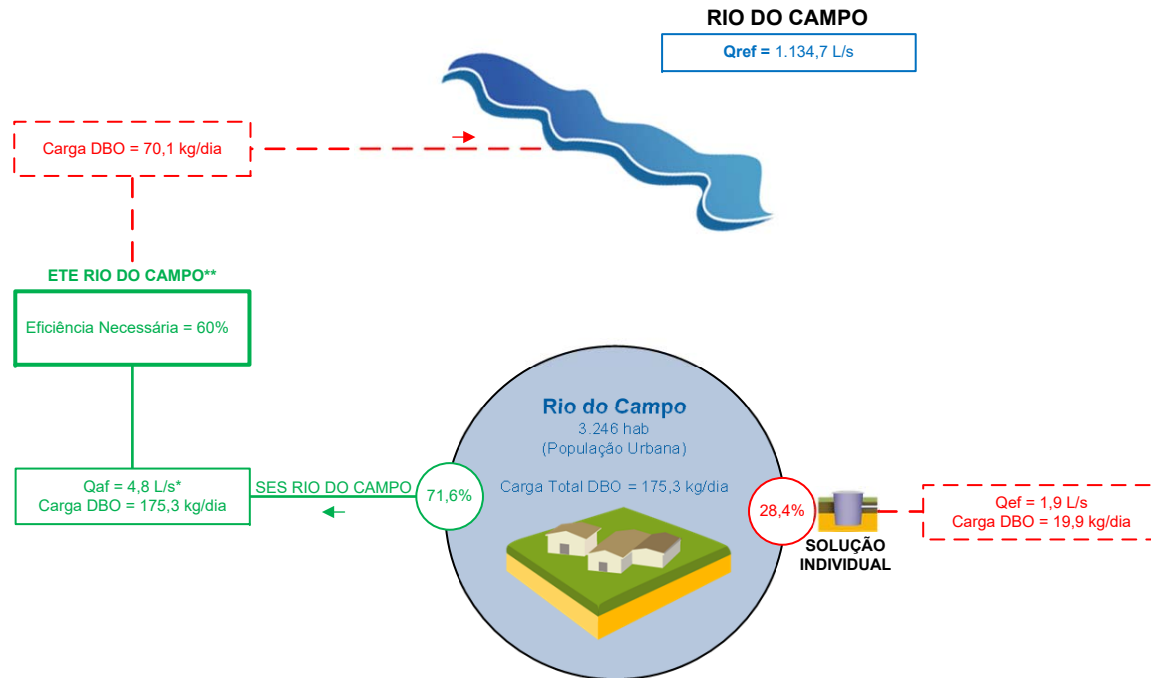 RIO DO CAMPO
Qref = 1.134,7 L/s
Carga DBO = 70,1 kg/dia
ETE RIO DO CAMPO**
Eficiência Necessária = 60%
Rio do Campo
3.246 hab
(População Urbana)
Carga Total DBO = 175,3 kg/dia
Qaf = 4,8 L/s*
Carga DBO = 175,3 kg/dia
SES RIO DO CAMPO
71,6%
28,4%
SOLUÇÃO
INDIVIDUAL
Qef = 1,9 L/s
Carga DBO = 19,9 kg/dia